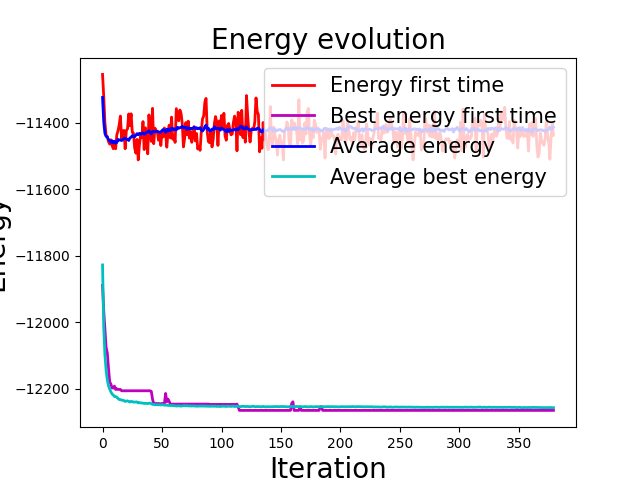 Energy evolution
Energy
−11400
−11600
−11800
−12000
−12200
Energy first time
Best energy first time
Average energy
Average best energy
0 50 100 150 200 250 300 350
Iteration